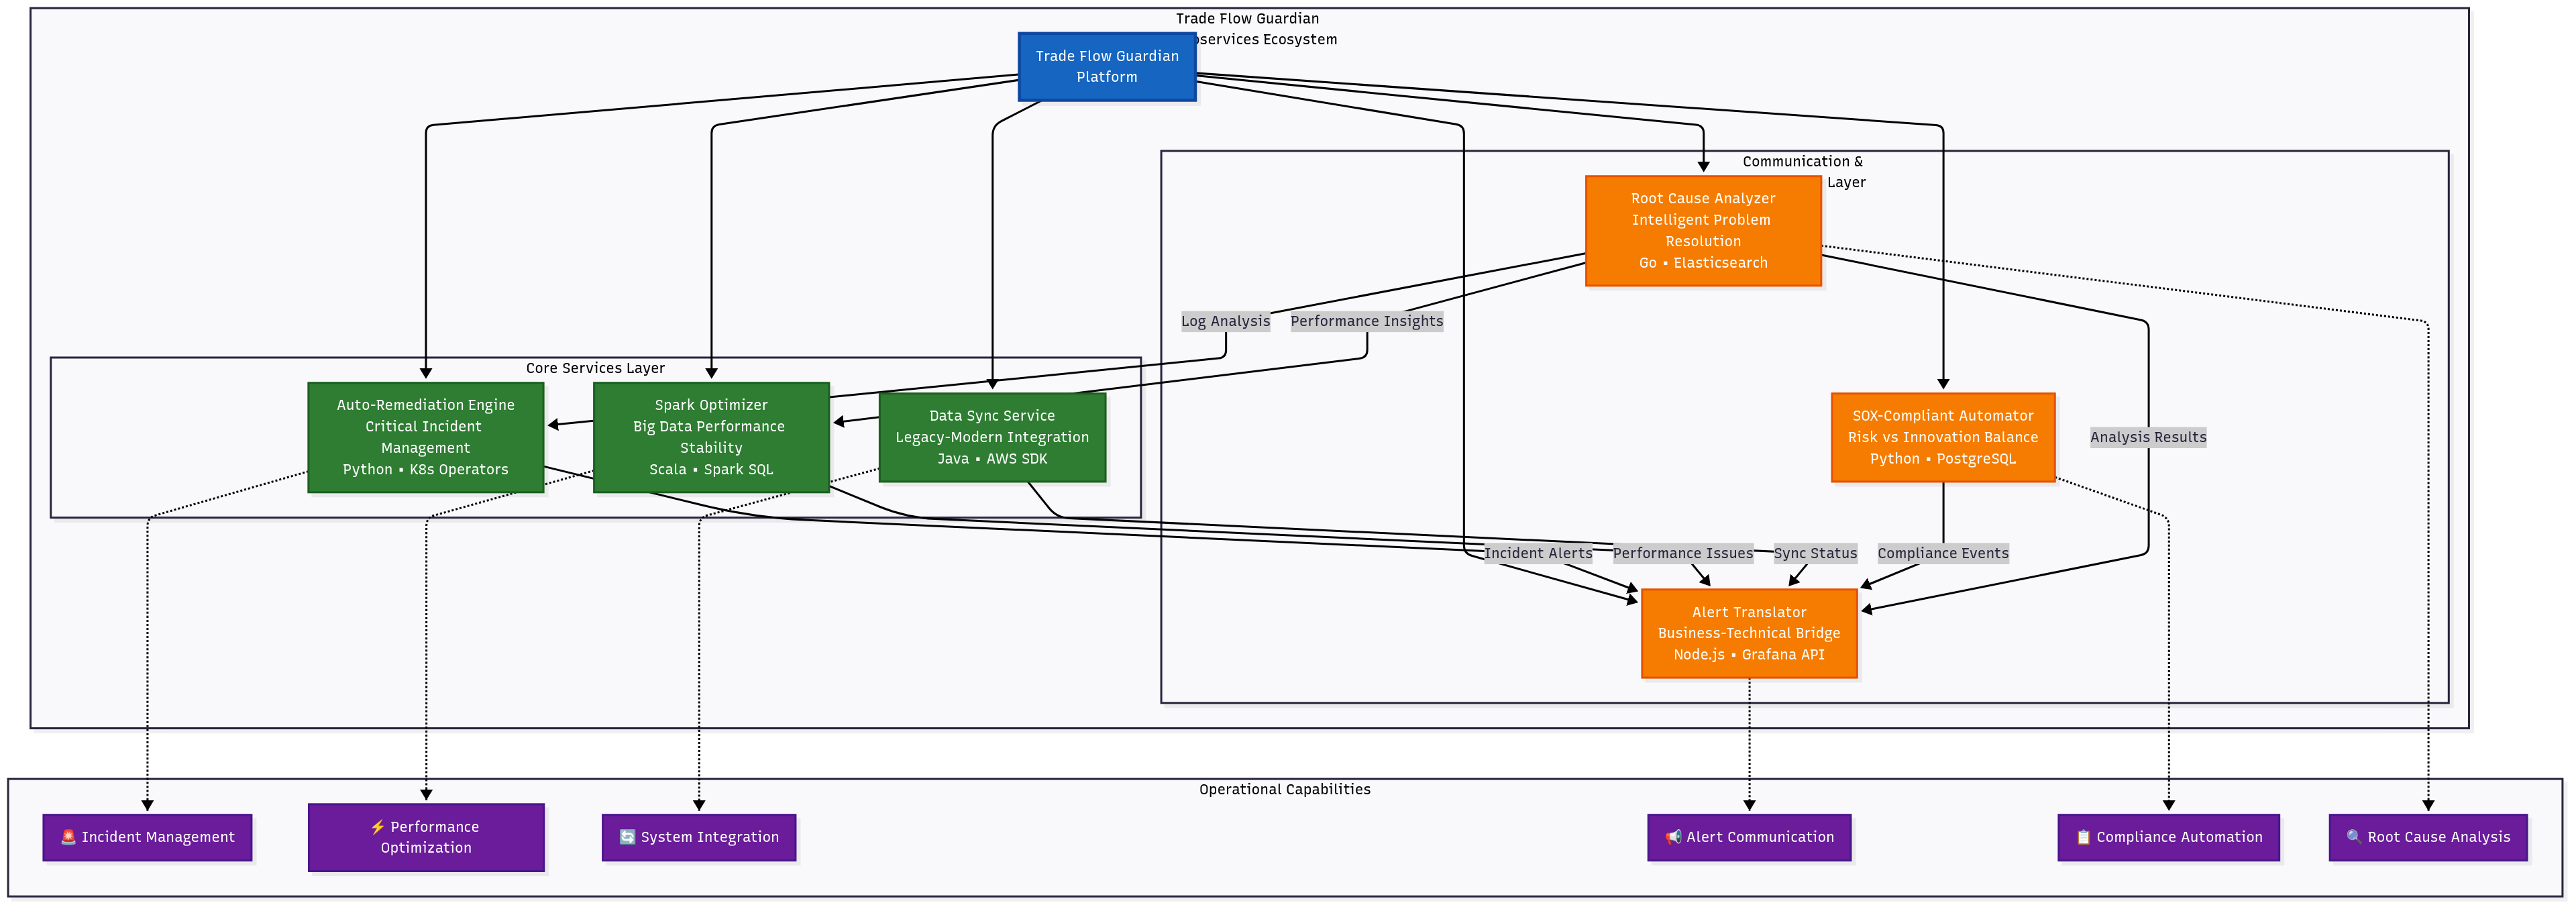 Trade Flow Guardian
oservices Ecosystem
Trade Flow Guardian
Platform
Communication &
Layer
Root Cause Analyzer
Intelligent Problem
Resolution
Go ▪ Elasticsearch
Log Analysis
Performance Insights
Core Services Layer
Auto-Remediation Engine
Critical Incident
Management
Python ▪ K8s Operators
Spark Optimizer
Big Data Performance
Stability
Scala ▪ Spark SQL
Data Sync Service
Legacy-Modern Integration
Java ▪ AWS SDK
SOX-Compliant Automator
Risk vs Innovation Balance
Python ▪ PostgreSQL
Analysis Results
Incident Alerts
Performance Issues
Sync Status
Compliance Events
Alert Translator
Business-Technical Bridge
Node.js ▪ Grafana API
Operational Capabilities
🚨 Incident Management
⚡ Performance
Optimization
🔄 System Integration
📢 Alert Communication
📋 Compliance Automation
🔍 Root Cause Analysis